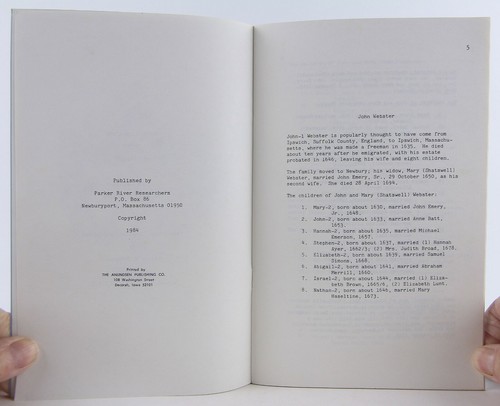 Published by
Parker River Researchers
P.O. Box 86
Newburyport, Massachusetts 01950
Copyright
1984
Printed by
THE ANUNDSEN PUBLISHING CO.
108 Washington Street
Decorah, Iowa 52101
5
John Webster
John-1 Webster is popularly thought to have come from
Ipswich, Suffolk County, England, to Ipswich, Massachu-
setts, where he was made a freeman in 1635. He died
about ten years after he emigrated, with his estate
probated in 1646, leaving his wife and eight children.
The family moved to Newbury; his widow, Mary (Shatswell)
Webster, married John Emery, Sr., 29 October 1650, as his
second wife. She died 28 April 1694.
The children of John and Mary (Shatswell) Webster:
1. Mary-2, born about 1630, married John Emery,
Jr., 1648.
2. John-2, born about 1633, married Anne Batt,
1653.
3. Hannah-2, born about 1635, married Michael
Emerson, 1657.
4. Stephen-2, born about 1637, married (1) Hannah
Ayer, 1662/3; (2) Mrs. Judith Broad, 1678.
5. Elizabeth-2, born about 1639, married Samuel
Simons, 1668.
6. Abigail-2, born about 1641, married Abraham
Merrill, 1660.
7. Israel-2, born about 1644, married (1) Eliza-
beth Brown, 1665/6, (2) Elizabeth Lunt.
8. Nathan-2, born about 1646, married Mary
Haseltine, 1673.